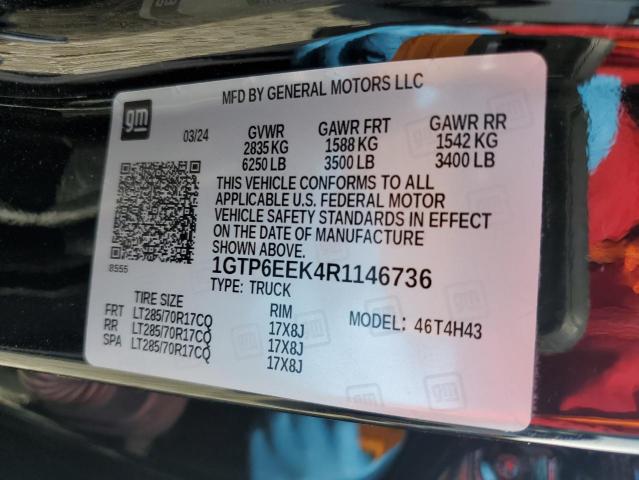 MFD BY GENERAL MOTORS LLC
gm
03/24 GVWR GAWR FRT GAWR RR
2835 KG 1588 KG 1542 KG
6250 LB 3500 LB 3400 LB
THIS VEHICLE CONFORMS TO ALL
APPLICABLE U.S. FEDERAL MOTOR
VEHICLE SAFETY STANDARDS IN EFFECT
ON THE DATE OF MANUFACTURE
SHOWN ABOVE.
8555
1GTP6EEK4R1146736
TYPE: TRUCK
TIRE SIZE RIM MODEL: 46T4H43
FRT LT285/70R17CQ 17X8J
RR LT285/70R17CQ 17X8J
SPA LT285/70R17CQ 17X8J